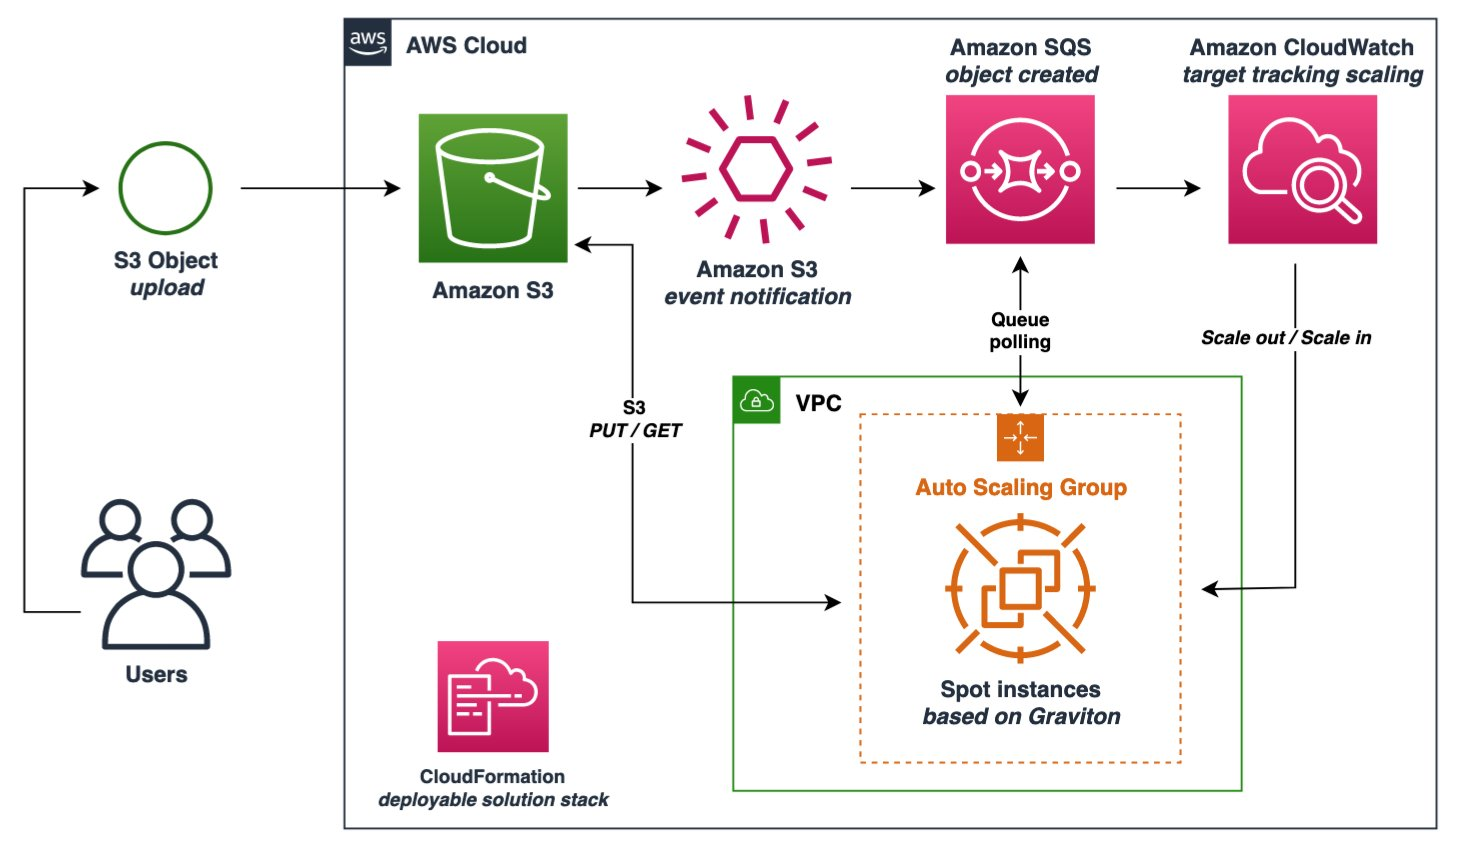 aws
AWS Cloud
Amazon SQS
object created
Amazon CloudWatch
target tracking scaling
S3 Object
upload
Amazon S3
Amazon S3
event notification
Queue
polling
Scale out / Scale in
S3
PUT / GET
VPC
Auto Scaling Group
Spot instances
based on Graviton
Users
CloudFormation
deployable solution stack